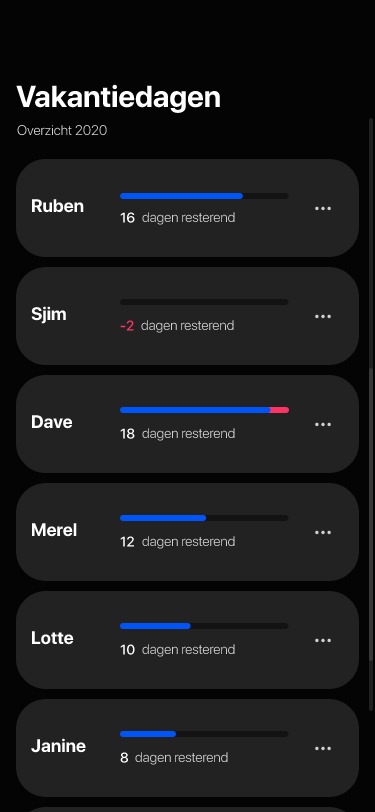 Vakantiedagen
Overzicht 2020
Ruben
16 dagen resterend
Sjim
-2 dagen resterend
Dave
18 dagen resterend
Merel
12 dagen resterend
Lotte
10 dagen resterend
Janine
8 dagen resterend